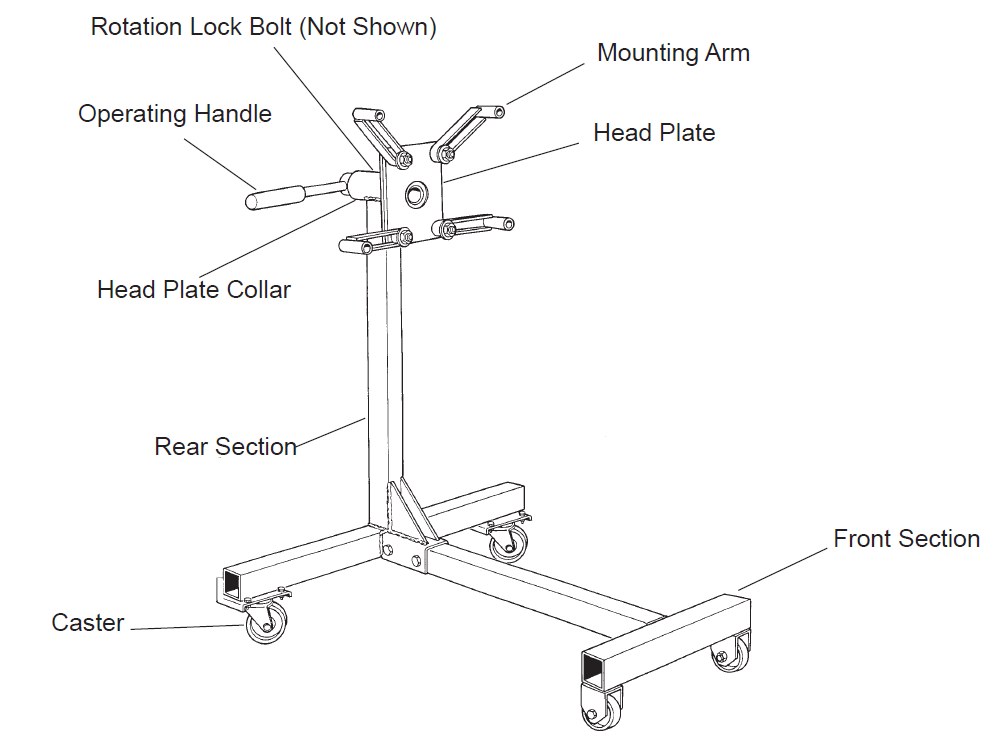 Rotation Lock Bolt (Not Shown)
Mounting Arm
Operating Handle
Head Plate
Head Plate Collar
Rear Section
Front Section
Caster